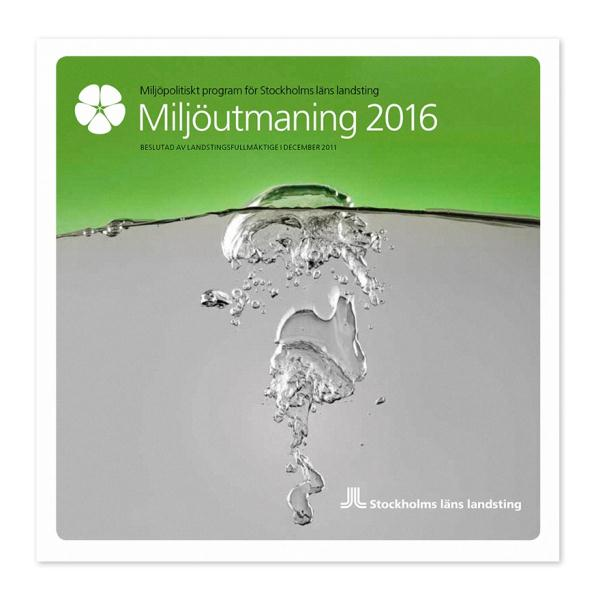 Miljöpolitiskt program för Stockholms läns landsting
Miljöutmaning 2016
BESLUTAD AV LANDSTINGSFULLMÄKTIGE I DECEMBER 2011
Stockholms läns landsting